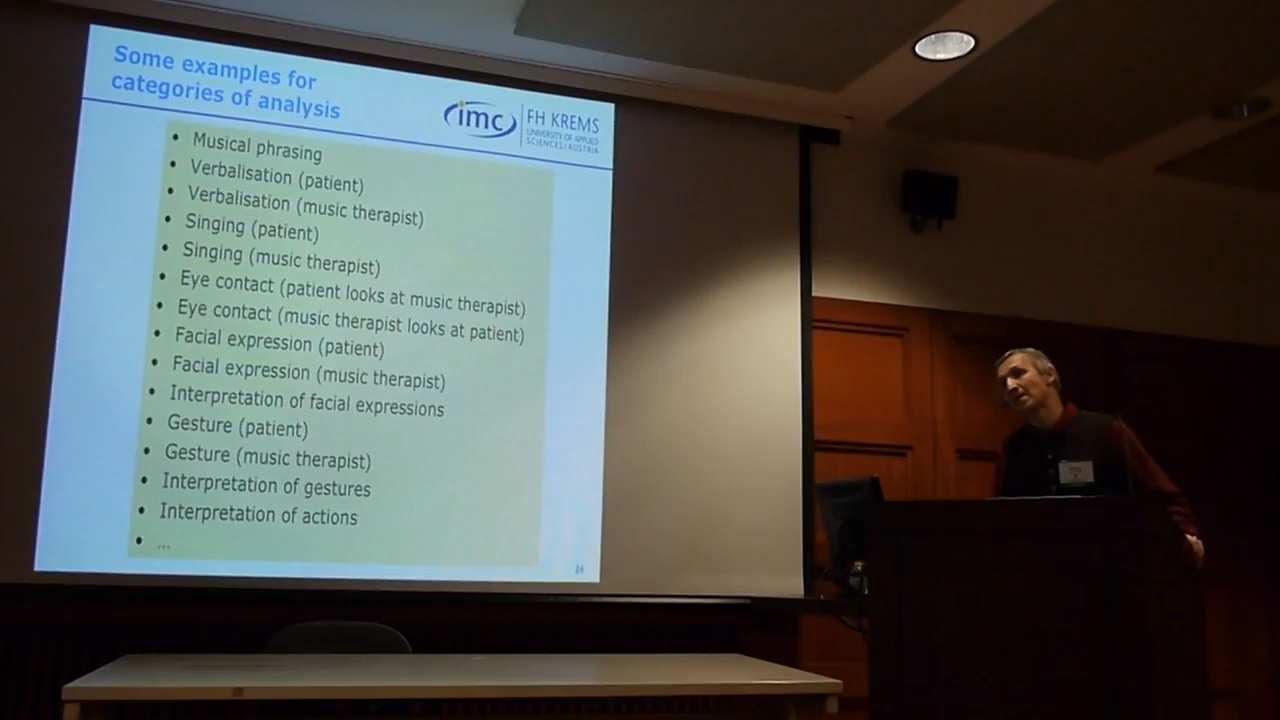 Some examples for
categories of analysis
imc
FH KREMS
UNIVERSITY OF APPLIED
SCIENCES/AUSTRIA
• Musical phrasing
• Verbalisation (patient)
• Verbalisation (music therapist)
• Singing (patient)
• Singing (music therapist)
• Eye contact (patient looks at music therapist)
• Eye contact (music therapist looks at patient)
• Facial expression (patient)
• Facial expression (music therapist)
• Interpretation of facial expressions
• Gesture (patient)
• Gesture (music therapist)
• Interpretation of gestures
• Interpretation of actions
• ...